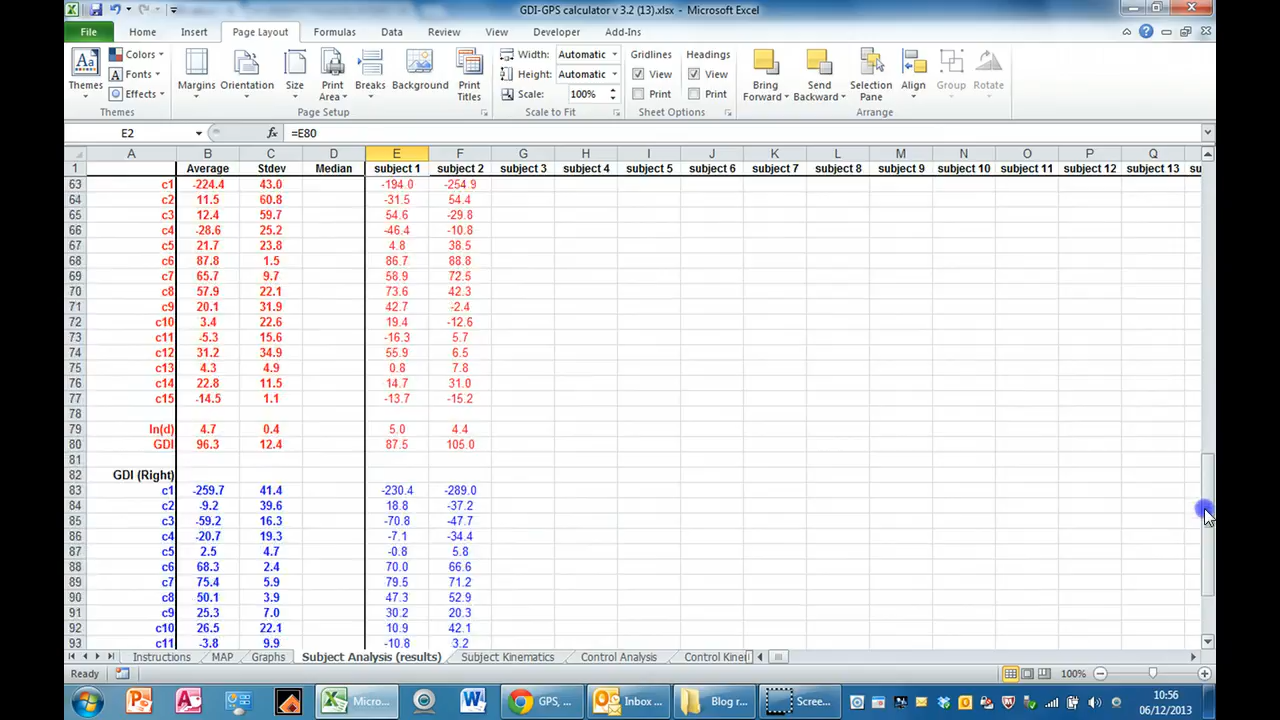 GDI-GPS calculator v 3.2 (13).xlsx - Microsoft Excel
File Home Insert Page Layout Formulas Data Review View Developer Add-Ins
Themes Colors Fonts Effects Margins Orientation Size Print Area Breaks Background Print Titles Width: Automatic Height: Automatic Scale: 100% Gridlines View Print Headings View Print Bring Forward Send Backward Selection Pane Align Group Rotate
Themes Page Setup Scale to Fit Sheet Options Arrange
E2 fx =E80
A B C D E F G H I J K L M N O P Q
1 Average Stdev Median subject 1 subject 2 subject 3 subject 4 subject 5 subject 6 subject 7 subject 8 subject 9 subject 10 subject 11 subject 12 subject 13 su
63 c1 -224.4 43.0 -194.0 -254.9
64 c2 11.5 60.8 -31.5 54.4
65 c3 12.4 59.7 54.6 -29.8
66 c4 -28.6 25.2 -46.4 -10.8
67 c5 21.7 23.8 4.8 38.5
68 c6 87.8 1.5 86.7 88.8
69 c7 65.7 9.7 58.9 72.5
70 c8 57.9 22.1 73.6 42.3
71 c9 20.1 31.9 42.7 -2.4
72 c10 3.4 22.6 19.4 -12.6
73 c11 -5.3 15.6 -16.3 5.7
74 c12 31.2 34.9 55.9 6.5
75 c13 4.3 4.9 0.8 7.8
76 c14 22.8 11.5 14.7 31.0
77 c15 -14.5 1.1 -13.7 -15.2
78
79 ln(d) 4.7 0.4 5.0 4.4
80 GDI 96.3 12.4 87.5 105.0
81
82 GDI (Right)
83 c1 -259.7 41.4 -230.4 -289.0
84 c2 -9.2 39.6 18.8 -37.2
85 c3 -59.2 16.3 -70.8 -47.7
86 c4 -20.7 19.3 -7.1 -34.4
87 c5 2.5 4.7 -0.8 5.8
88 c6 68.3 2.4 70.0 66.6
89 c7 75.4 5.9 79.5 71.2
90 c8 50.1 3.9 47.3 52.9
91 c9 25.3 7.0 30.2 20.3
92 c10 26.5 22.1 10.9 42.1
93 c11 -3.8 9.9 -10.8 3.2
Instructions MAP Graphs Subject Analysis (results) Subject Kinematics Control Analysis Control Kine
Ready 100%
Micro... GPS, ... Inbox ... Blog r... Scree... 10:56
06/12/2013